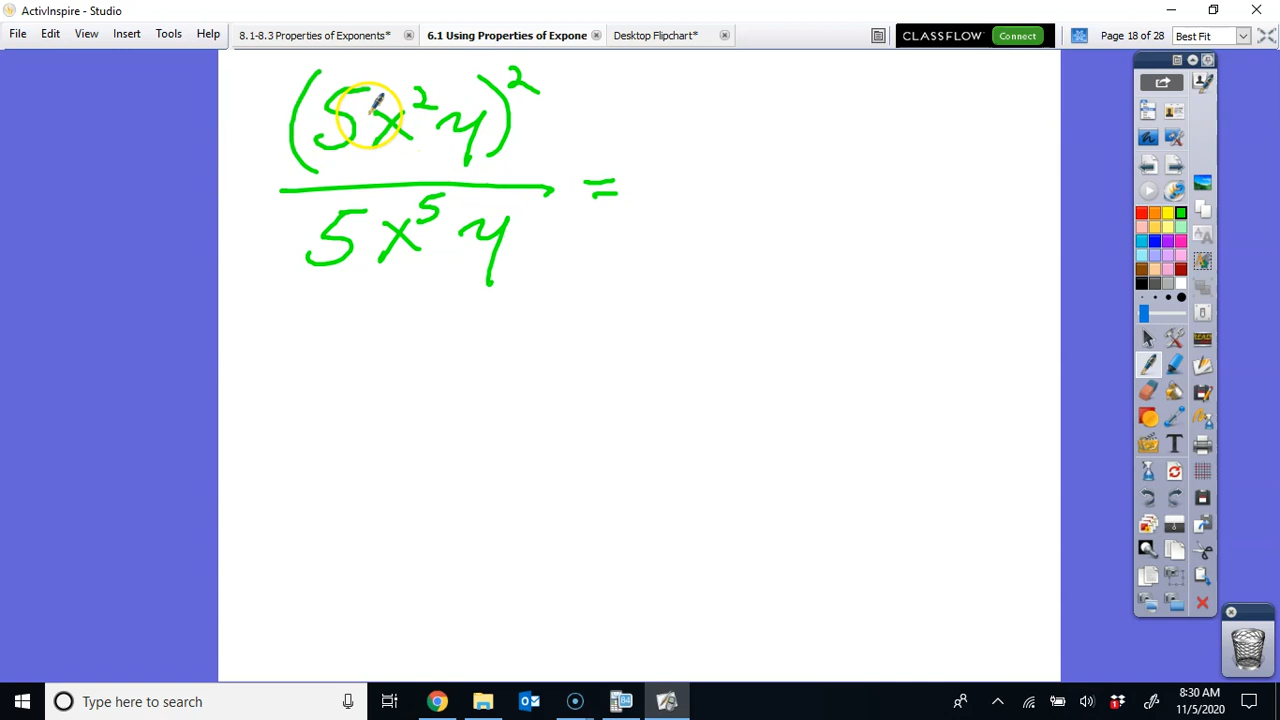 ActivInspire - Studio
File Edit View Insert Tools Help
8.1-8.3 Properties of Exponents*
6.1 Using Properties of Expone
Desktop Flipchart*
CLASSFLOW Connect
Page 18 of 28
Best Fit
(5x²y)²
5x⁵y
=
Type here to search
8:30 AM
11/5/2020